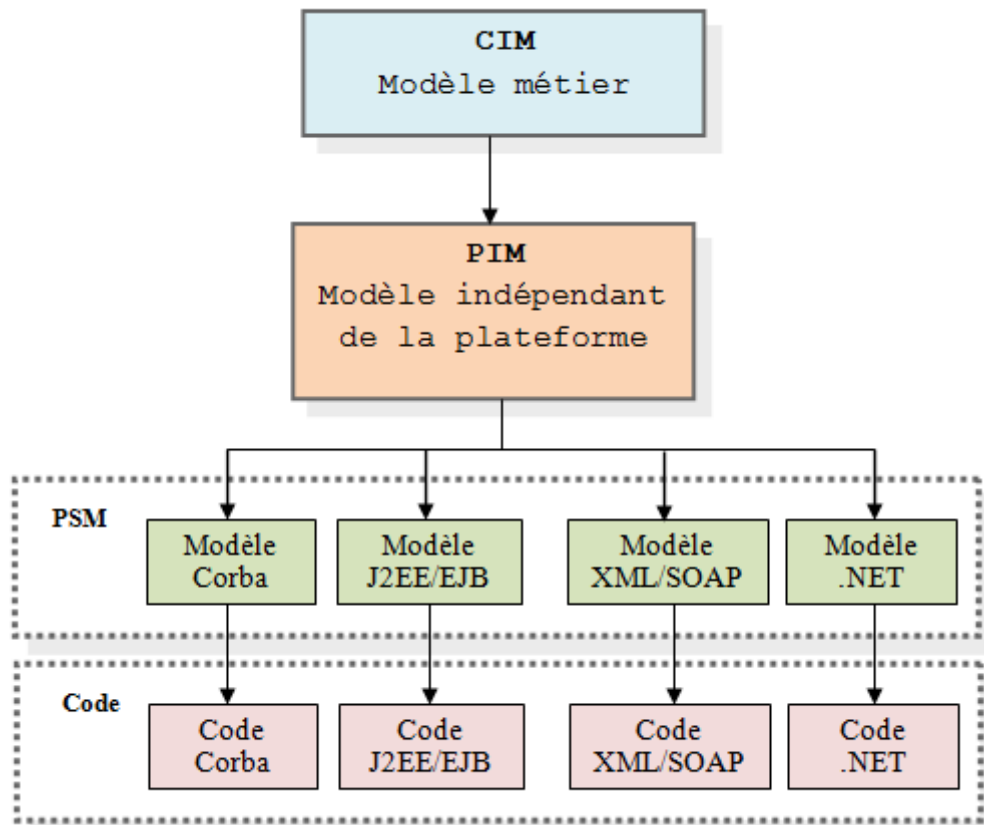 CIM
Modèle métier
PIM
Modèle indépendant
de la plateforme
PSM
Modèle
Corba
Modèle
J2EE/EJB
Modèle
XML/SOAP
Modèle
.NET
Code
Code
Corba
Code
J2EE/EJB
Code
XML/SOAP
Code
.NET